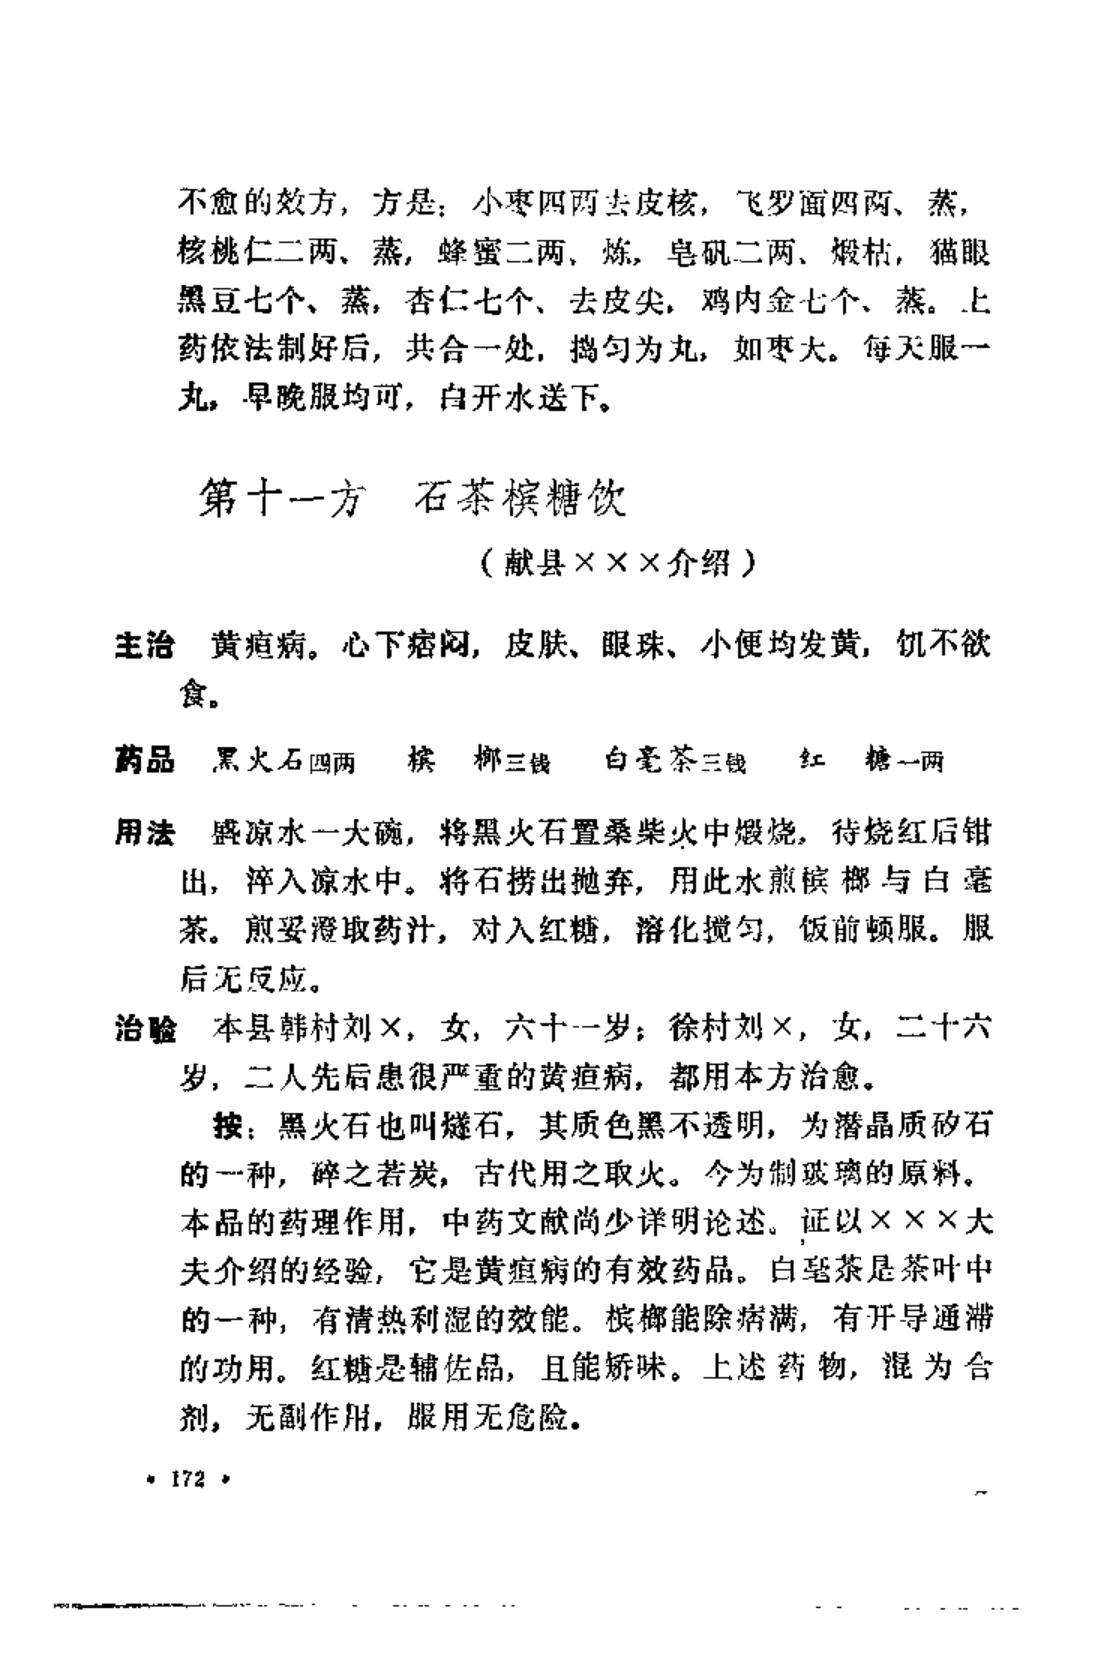 不愈的效方，方是：小枣四两去皮核，飞罗面四两、蒸，
核桃仁二两、蒸，蜂蜜二两、炼，皂矾二两、煅枯，猫眼
黑豆七个、蒸，杏仁七个、去皮尖，鸡内金七个、蒸。上
药依法制好后，共合一处，捣匀为丸，如枣大。每天服一
丸，早晚服均可，白开水送下。
第十一方　石茶槟糖饮
（献县×××介绍）
主治　黄疸病。心下痞闷，皮肤、眼珠、小便均发黄，饥不欲
食。
药品　黑火石四两　槟　榔三钱　白毫茶三钱　红　糖一两
用法　盛凉水一大碗，将黑火石置桑柴火中煅烧，待烧红后钳
出，淬入凉水中。将石捞出抛弃，用此水煎槟榔与白毫
茶。煎妥澄取药汁，对入红糖，溶化搅匀，饭前顿服。服
后无反应。
治验　本县韩村刘×，女，六十一岁；徐村刘×，女，二十六
岁，二人先后患很严重的黄疸病，都用本方治愈。
按：黑火石也叫燧石，其质色黑不透明，为潜晶质矽石
的一种，碎之若炭，古代用之取火。今为制玻璃的原料。
本品的药理作用，中药文献尚少详明论述。证以×××大
夫介绍的经验，它是黄疸病的有效药品。白毫茶是茶叶中
的一种，有清热利湿的效能。槟榔能除痞满，有开导通滞
的功用。红糖是辅佐品，且能矫味。上述药物，混为合
剂，无副作用，服用无危险。
• 172 •